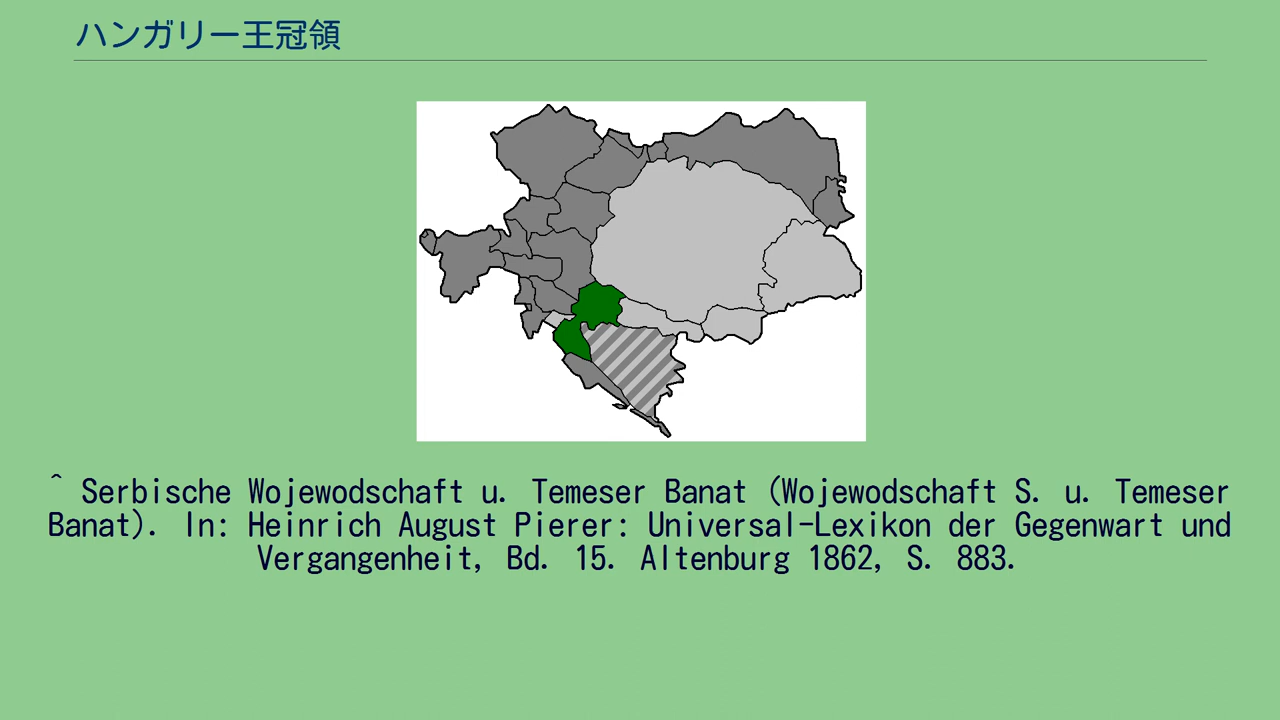 ハンガリー王冠領
^ Serbische Wojewodschaft u. Temeser Banat (Wojewodschaft S. u. Temeser
Banat). In: Heinrich August Pierer: Universal-Lexikon der Gegenwart und
Vergangenheit, Bd. 15. Altenburg 1862, S. 883.